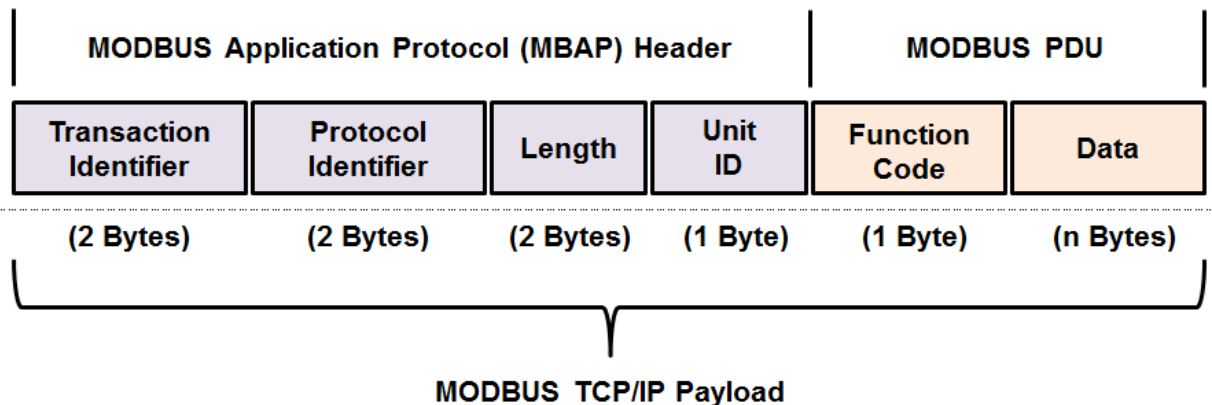 MODBUS Application Protocol (MBAP) Header
MODBUS PDU
Transaction
Identifier
Protocol
Identifier
Length
Unit
ID
Function
Code
Data
(2 Bytes)
(2 Bytes)
(2 Bytes)
(1 Byte)
(1 Byte)
(n Bytes)
MODBUS TCP/IP Payload